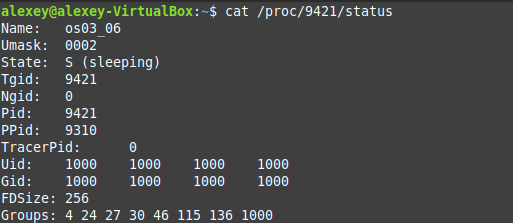 alexey@alexey-VirtualBox:~$ cat /proc/9421/status
Name:   os03_06
Umask:  0002
State:  S (sleeping)
Tgid:   9421
Ngid:   0
Pid:    9421
PPid:   9310
TracerPid:      0
Uid:    1000    1000    1000    1000
Gid:    1000    1000    1000    1000
FDSize: 256
Groups: 4 24 27 30 46 115 136 1000